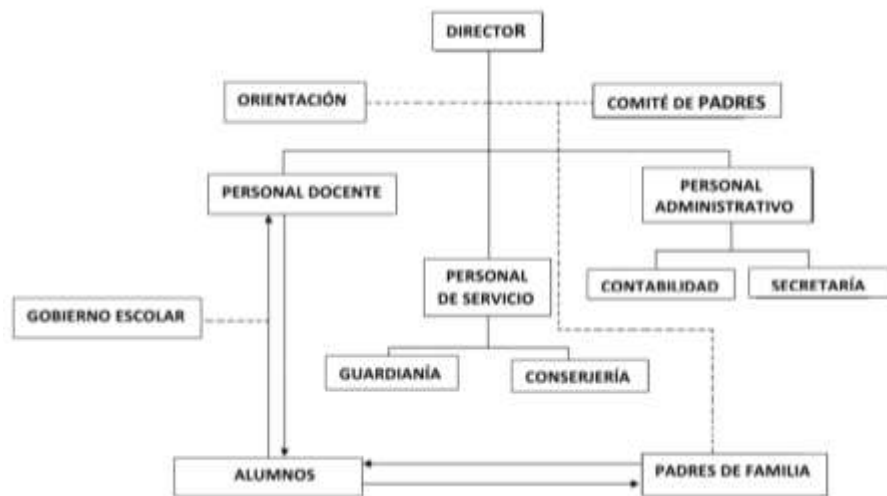 DIRECTOR
ORIENTACIÓN
COMITÉ DE PADRES
PERSONAL DOCENTE
PERSONAL
ADMINISTRATIVO
PERSONAL
DE SERVICIO
CONTABILIDAD
SECRETARÍA
GOBIERNO ESCOLAR
GUARDIANÍA
CONSERJERÍA
ALUMNOS
PADRES DE FAMILIA